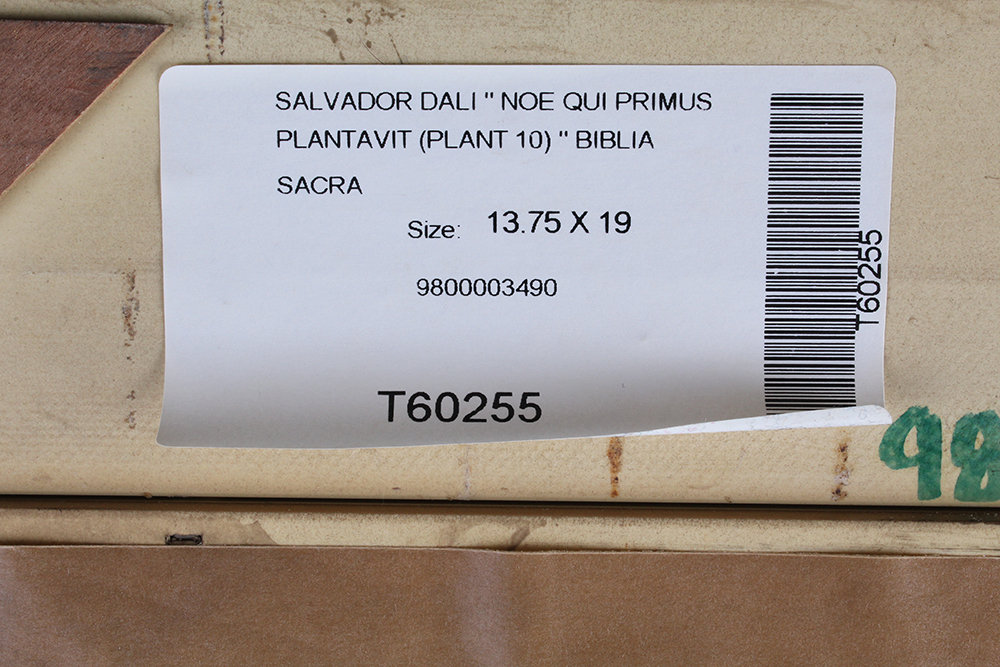 SALVADOR DALI " NOE QUI PRIMUS
PLANTAVIT (PLANT 10) " BIBLIA
SACRA
Size: 13.75 X 19
9800003490
T60255
T60255
98